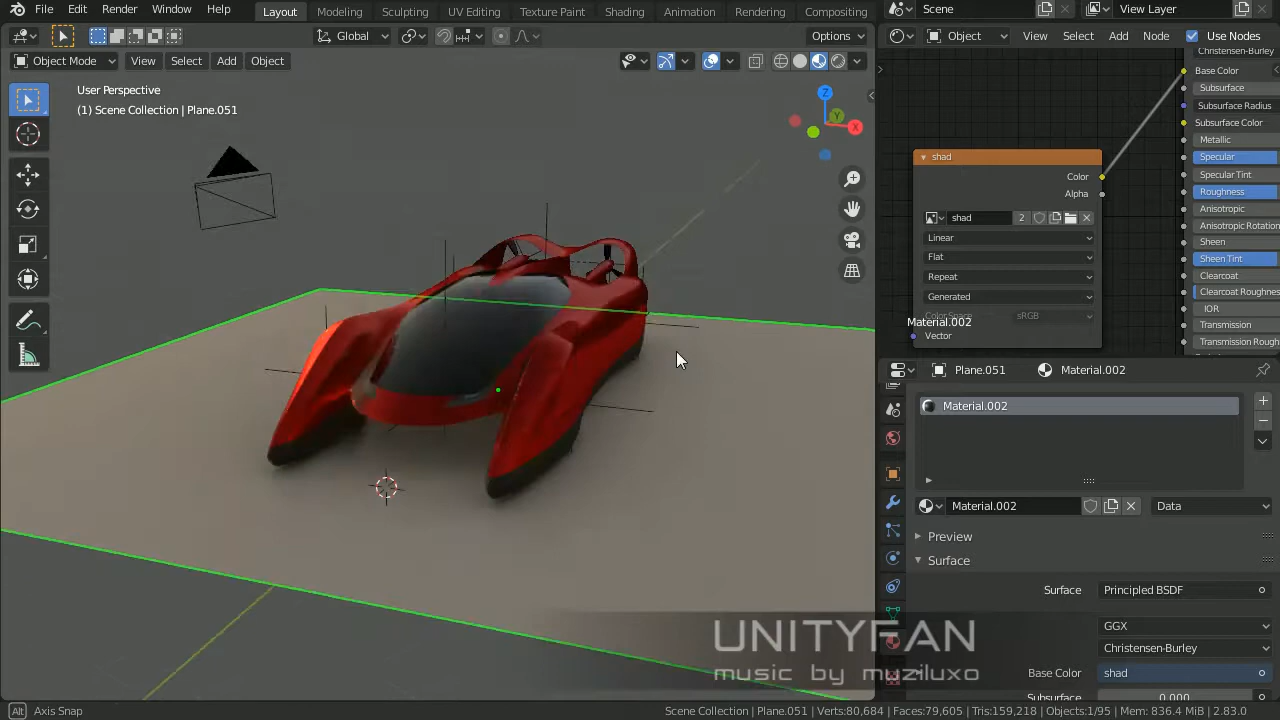 File Edit Render Window Help Layout Modeling Sculpting UV Editing Texture Paint Shading Animation Rendering Compositing Scene View Layer
Global Options Object View Select Add Node Use Nodes
Object Mode View Select Add Object
User Perspective
(1) Scene Collection | Plane.051
Z
Y
X
Christensen-Burley
Base Color
Subsurface
Subsurface Radius
Subsurface Color
Metallic
Specular
Specular Tint
Roughness
Anisotropic
Anisotropic Rotation
Sheen
Sheen Tint
Clearcoat
Clearcoat Roughness
IOR
Transmission
Transmission Rough
shad
Color
Alpha
shad 2
Linear
Flat
Repeat
Generated
Color Space sRGB
Material.002
Vector
Plane.051 Material.002
Material.002
Material.002 Data
Preview
Surface
Surface Principled BSDF
GGX
Christensen-Burley
Base Color shad
Subsurface 0.000
UNITYFAN
music by muziluxo
Alt Axis Snap
Scene Collection | Plane.051 | Verts:80,684 | Faces:79,605 | Tris:159,218 | Objects:1/95 | Mem: 836.4 MiB | 2.83.0